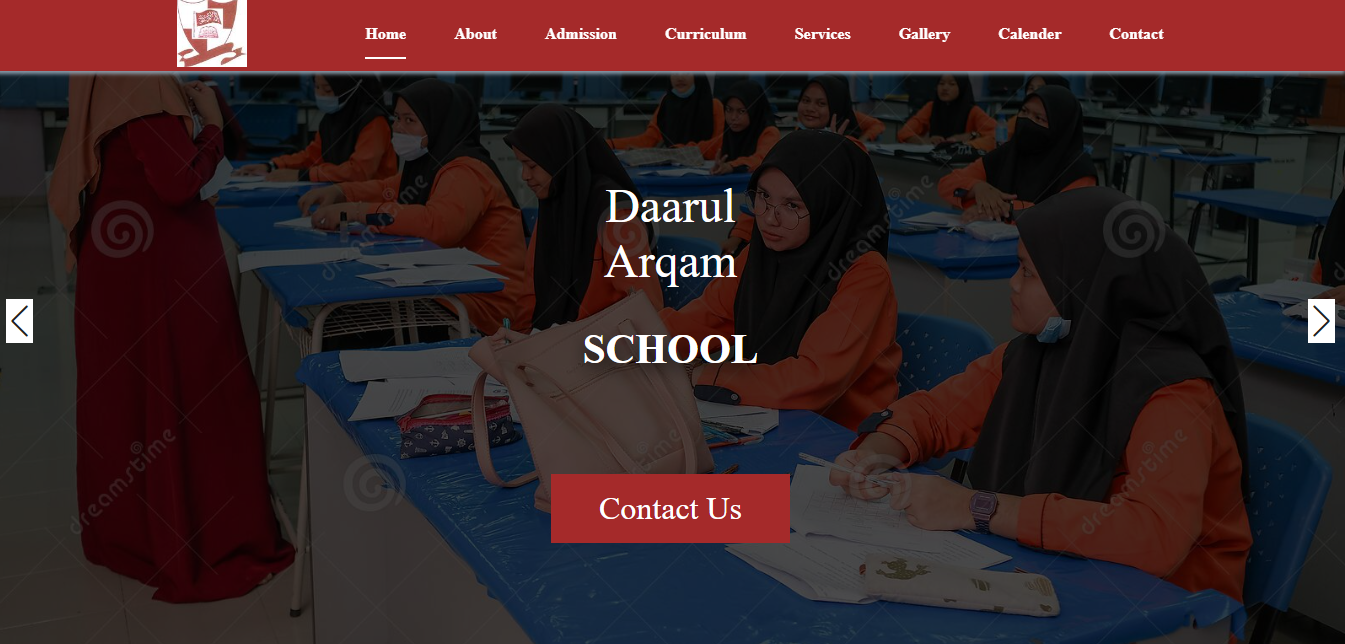 Home About Admission Curriculum Services Gallery Calender Contact
Daarul
Arqam
SCHOOL
Contact Us
dreamstime
dreamstime
dreamstime
dreamstime